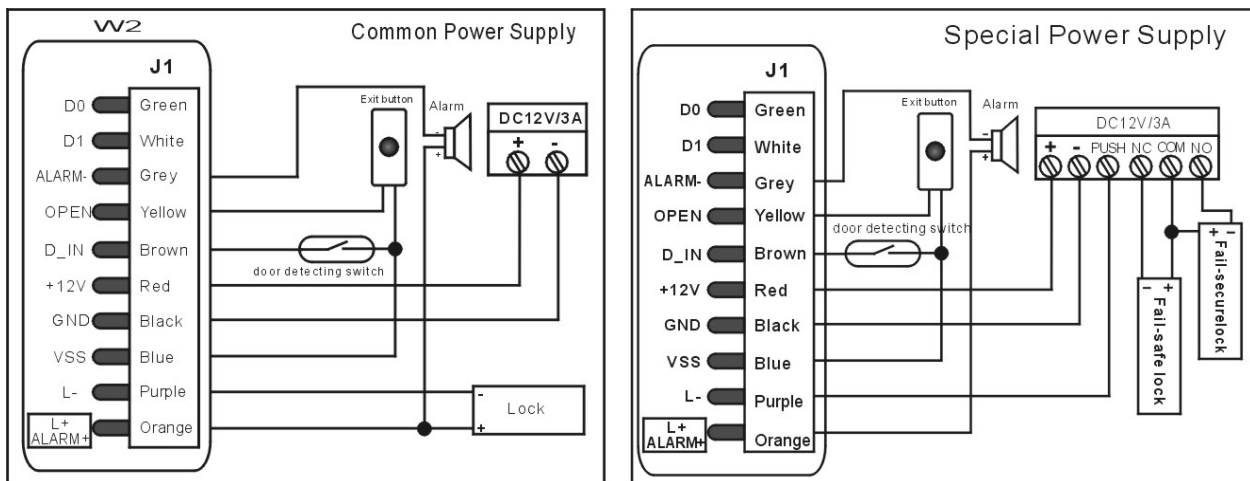 W2
Common Power Supply
J1
D0 Green
D1 White
ALARM- Grey
OPEN Yellow
D_IN Brown
+12V Red
GND Black
VSS Blue
L- Purple
L+
ALARM+ Orange
Exit button
Alarm
-
+
DC12V/3A
+ -
door detecting switch
-
Lock
+
Special Power Supply
J1
D0 Green
D1 White
ALARM- Grey
OPEN Yellow
D_IN Brown
+12V Red
GND Black
VSS Blue
L- Purple
L+
ALARM+ Orange
Exit button
Alarm
-
+
DC12V/3A
+ - PUSH NC COM NO
door detecting switch
+ -
Fail-securelock
- +
Fail-safe lock